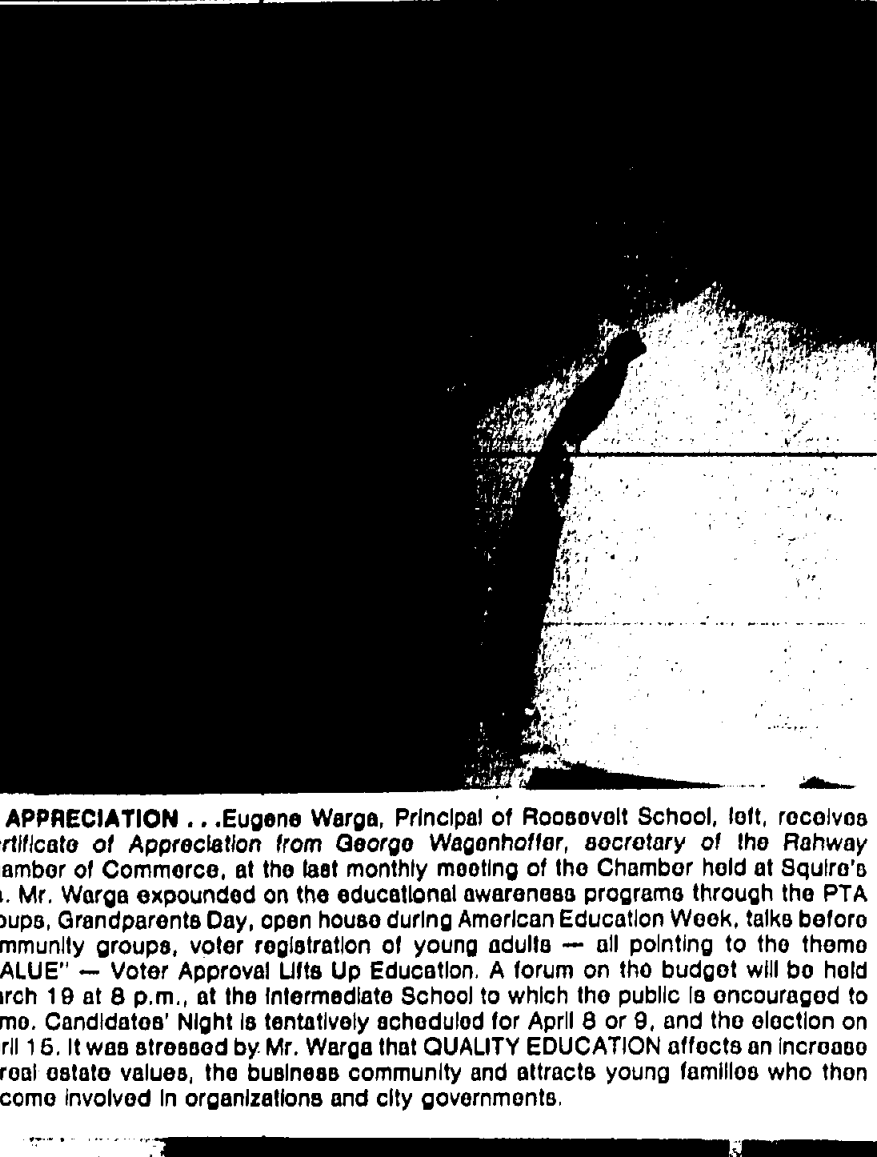 APPRECIATION . . .Eugene Warga, Principal of Roosevelt School, left, receives
rtificate of Appreciation from George Wagenhoffer, secretary of the Rahway
amber of Commerce, at the last monthly meeting of the Chamber held at Squire's
. Mr. Warga expounded on the educational awareness programs through the PTA
oups, Grandparents Day, open house during American Education Week, talks before
mmunity groups, voter registration of young adults — all pointing to the theme
ALUE" — Voter Approval Lifts Up Education. A forum on the budget will be held
arch 19 at 8 p.m., at the Intermediate School to which the public is encouraged to
me. Candidates' Night is tentatively scheduled for April 8 or 9, and the election on
ril 15. It was stressed by Mr. Warga that QUALITY EDUCATION affects an increase
real estate values, the business community and attracts young families who then
come involved in organizations and city governments.